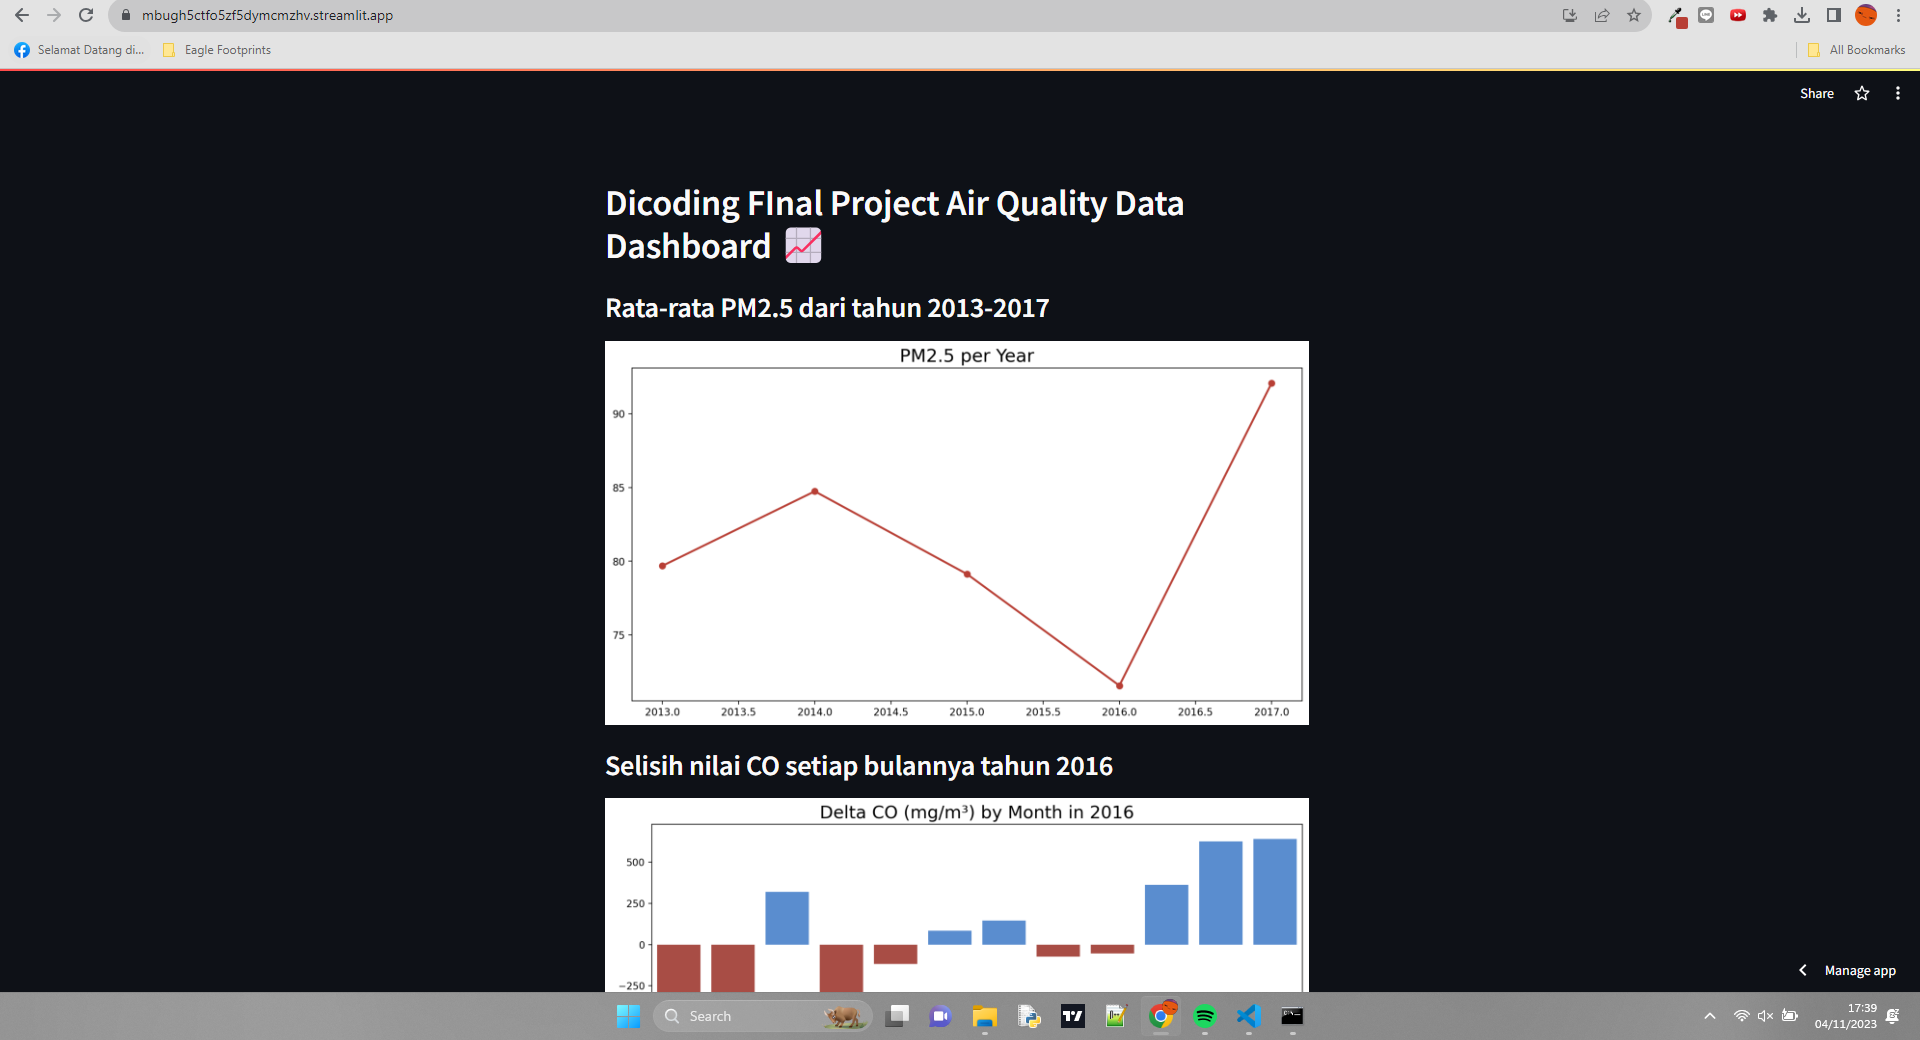 mbugh5ctfo5zf5dymcmzhv.streamlit.app
Selamat Datang di...
Eagle Footprints
All Bookmarks
Share
Dicoding FInal Project Air Quality Data
Dashboard
Rata-rata PM2.5 dari tahun 2013-2017
PM2.5 per Year
90
85
80
75
2013.0 2013.5 2014.0 2014.5 2015.0 2015.5 2016.0 2016.5 2017.0
Selisih nilai CO setiap bulannya tahun 2016
Delta CO (mg/m³) by Month in 2016
500
250
0
−250
Manage app
Search
17:39
04/11/2023